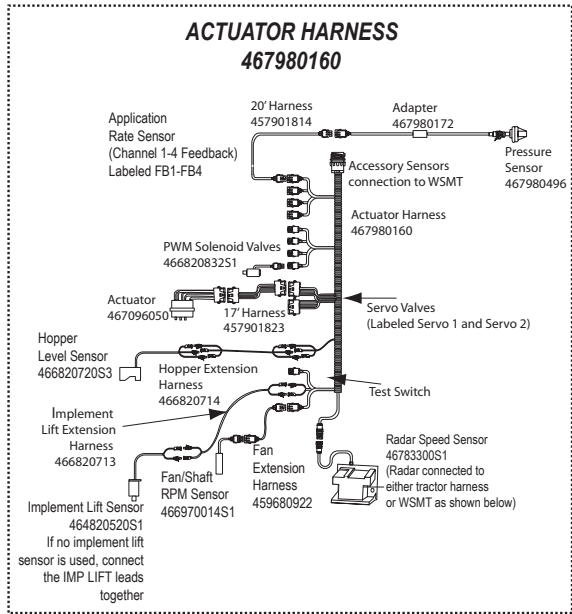 ACTUATOR HARNESS
467980160
20' Harness
457901814
Adapter
467980172
Application
Rate Sensor
(Channel 1-4 Feedback)
Labeled FB1-FB4
Pressure
Sensor
467980496
Accessory Sensors
connection to WSMT
Actuator Harness
467980160
PWM Solenoid Valves
466820832S1
Actuator
467096050
17' Harness
457901823
Servo Valves
(Labeled Servo 1 and Servo 2)
Hopper
Level Sensor
466820720S3
Hopper Extension
Harness
466820714
Test Switch
Implement
Lift Extension
Harness
466820713
Fan/Shaft
RPM Sensor
466970014S1
Fan
Extension
Harness
459680922
Radar Speed Sensor
46783300S1
(Radar connected to
either tractor harness
or WSMT as shown below)
Implement Lift Sensor
464820520S1
If no implement lift
sensor is used, connect
the IMP LIFT leads
together